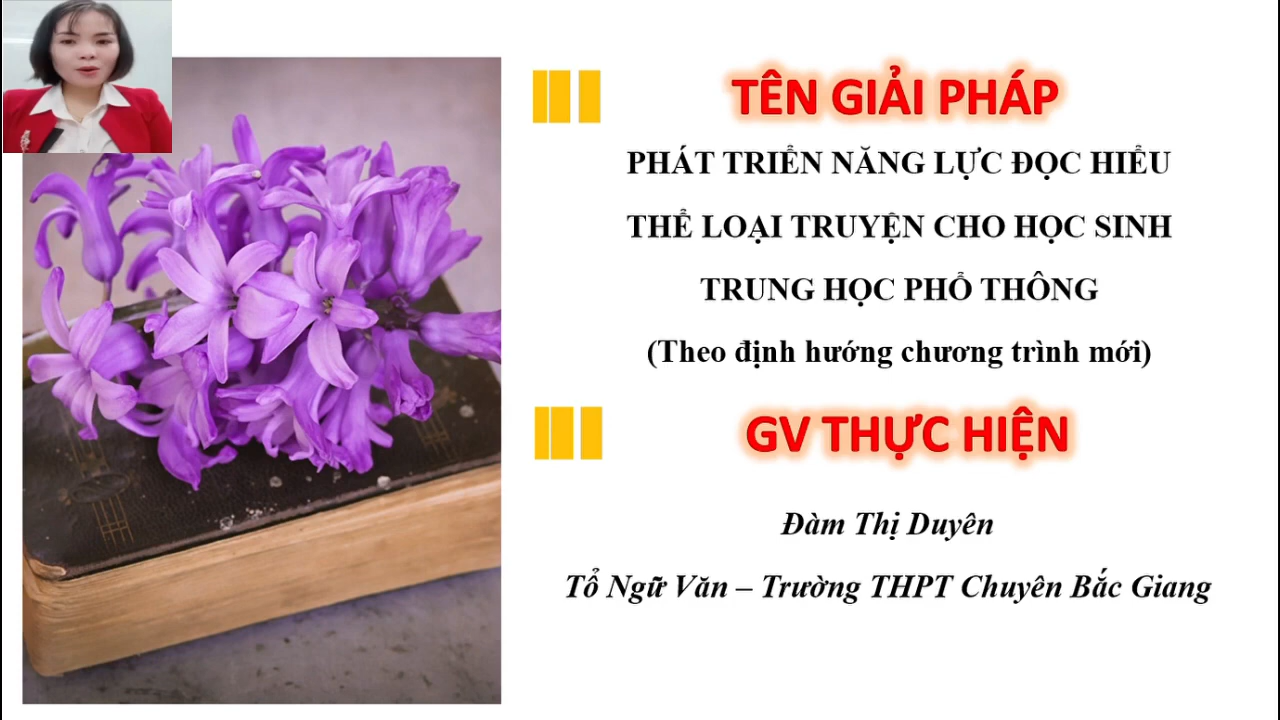 TÊN GIẢI PHÁP
PHÁT TRIỂN NĂNG LỰC ĐỌC HIỂU
THỂ LOẠI TRUYỆN CHO HỌC SINH
TRUNG HỌC PHỔ THÔNG
(Theo định hướng chương trình mới)
GV THỰC HIỆN
Đàm Thị Duyên
Tổ Ngữ Văn – Trường THPT Chuyên Bắc Giang